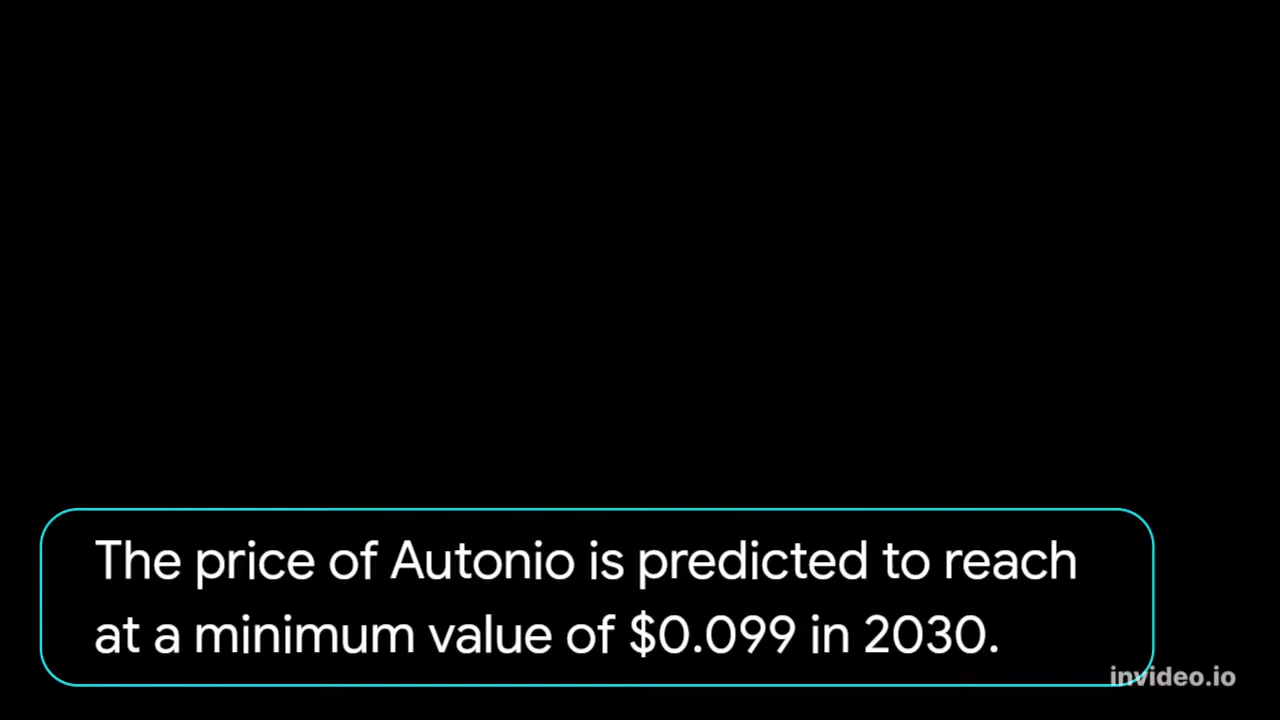 The price of Autonio is predicted to reach
at a minimum value of $0.099 in 2030.
invideo.io